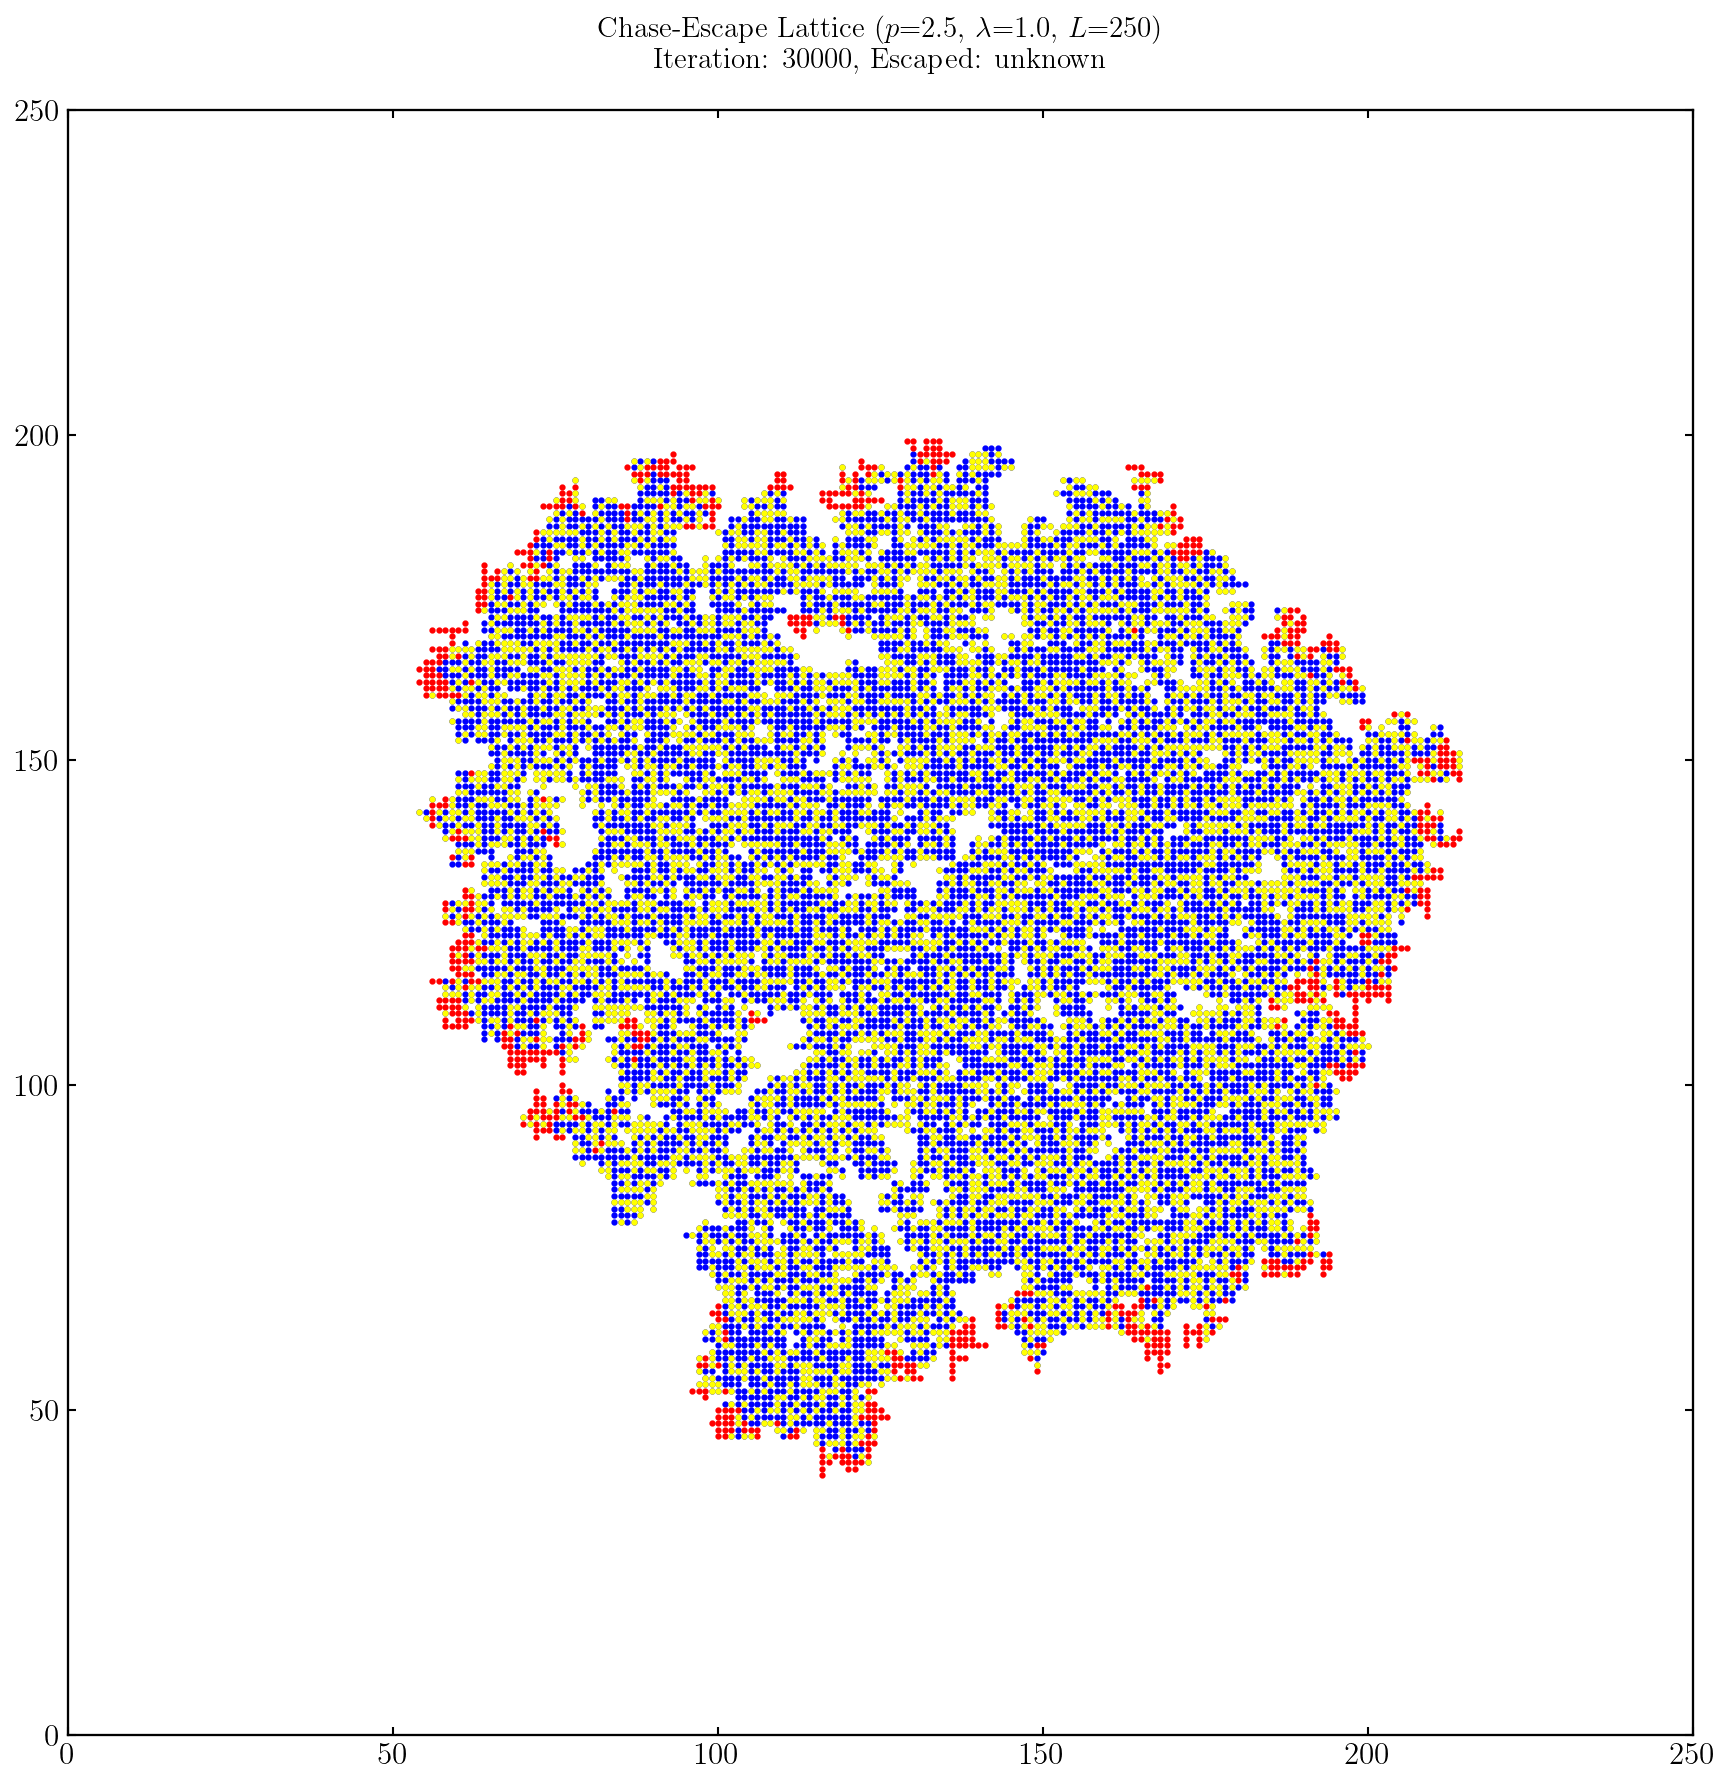 Chase-Escape Lattice (p=2.5, λ=1.0, L=250)
Iteration: 30000, Escaped: unknown
250
200
150
100
50
0
0 50 100 150 200 250